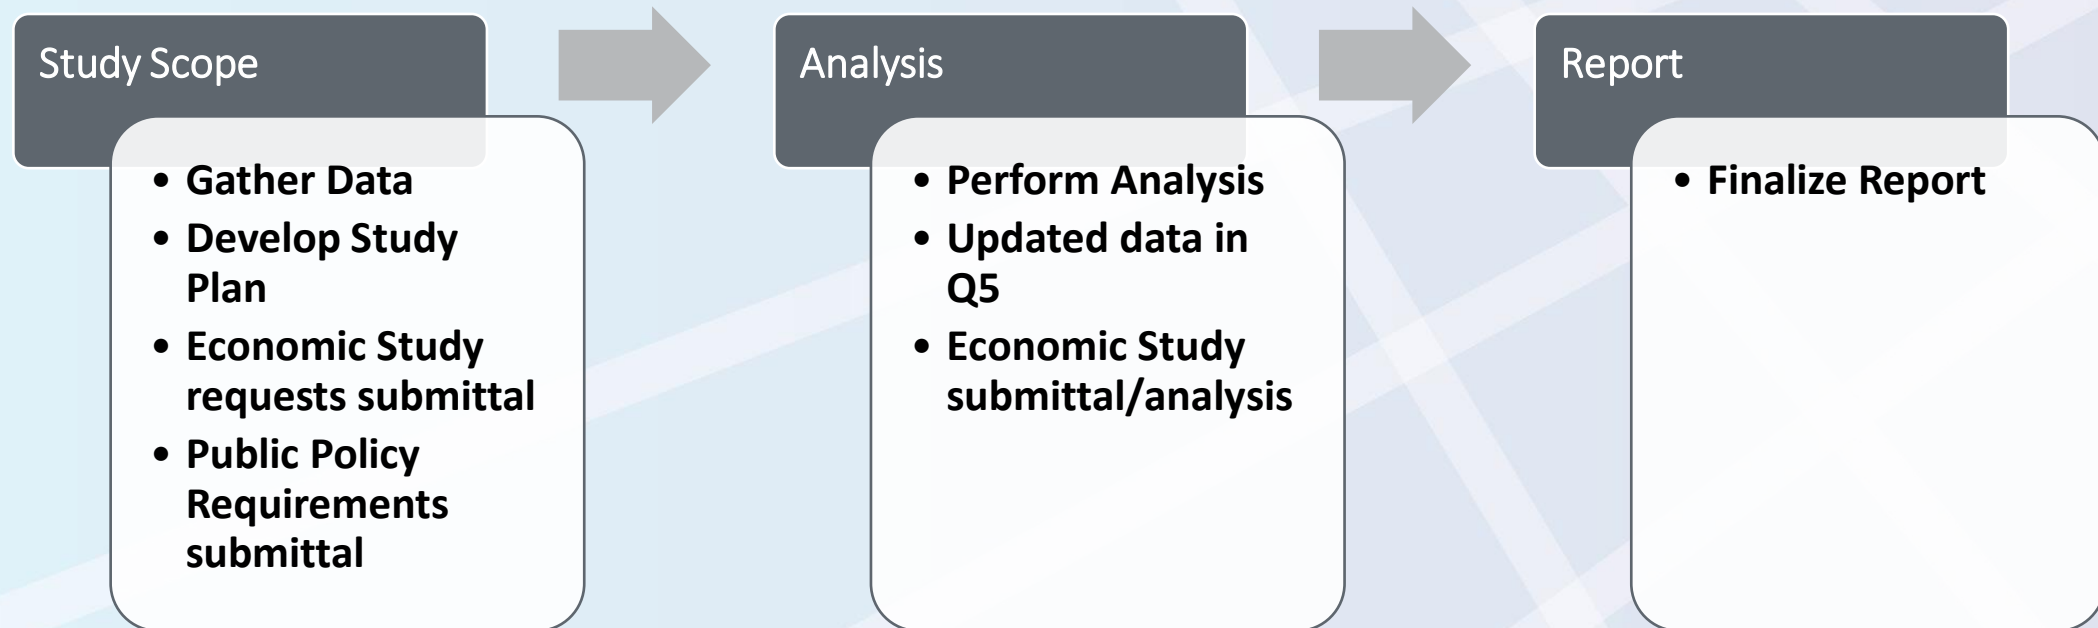 Study Scope
• Gather Data
• Develop Study
Plan
• Economic Study
requests submittal
• Public Policy
Requirements
submittal
Analysis
• Perform Analysis
• Updated data in
Q5
• Economic Study
submittal/analysis
Report
• Finalize Report